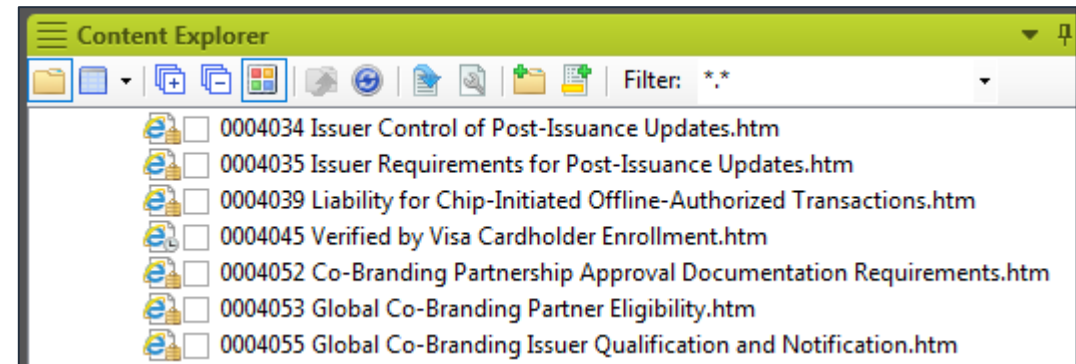 Content Explorer
Filter: *.*
0004034 Issuer Control of Post-Issuance Updates.htm
0004035 Issuer Requirements for Post-Issuance Updates.htm
0004039 Liability for Chip-Initiated Offline-Authorized Transactions.htm
0004045 Verified by Visa Cardholder Enrollment.htm
0004052 Co-Branding Partnership Approval Documentation Requirements.htm
0004053 Global Co-Branding Partner Eligibility.htm
0004055 Global Co-Branding Issuer Qualification and Notification.htm